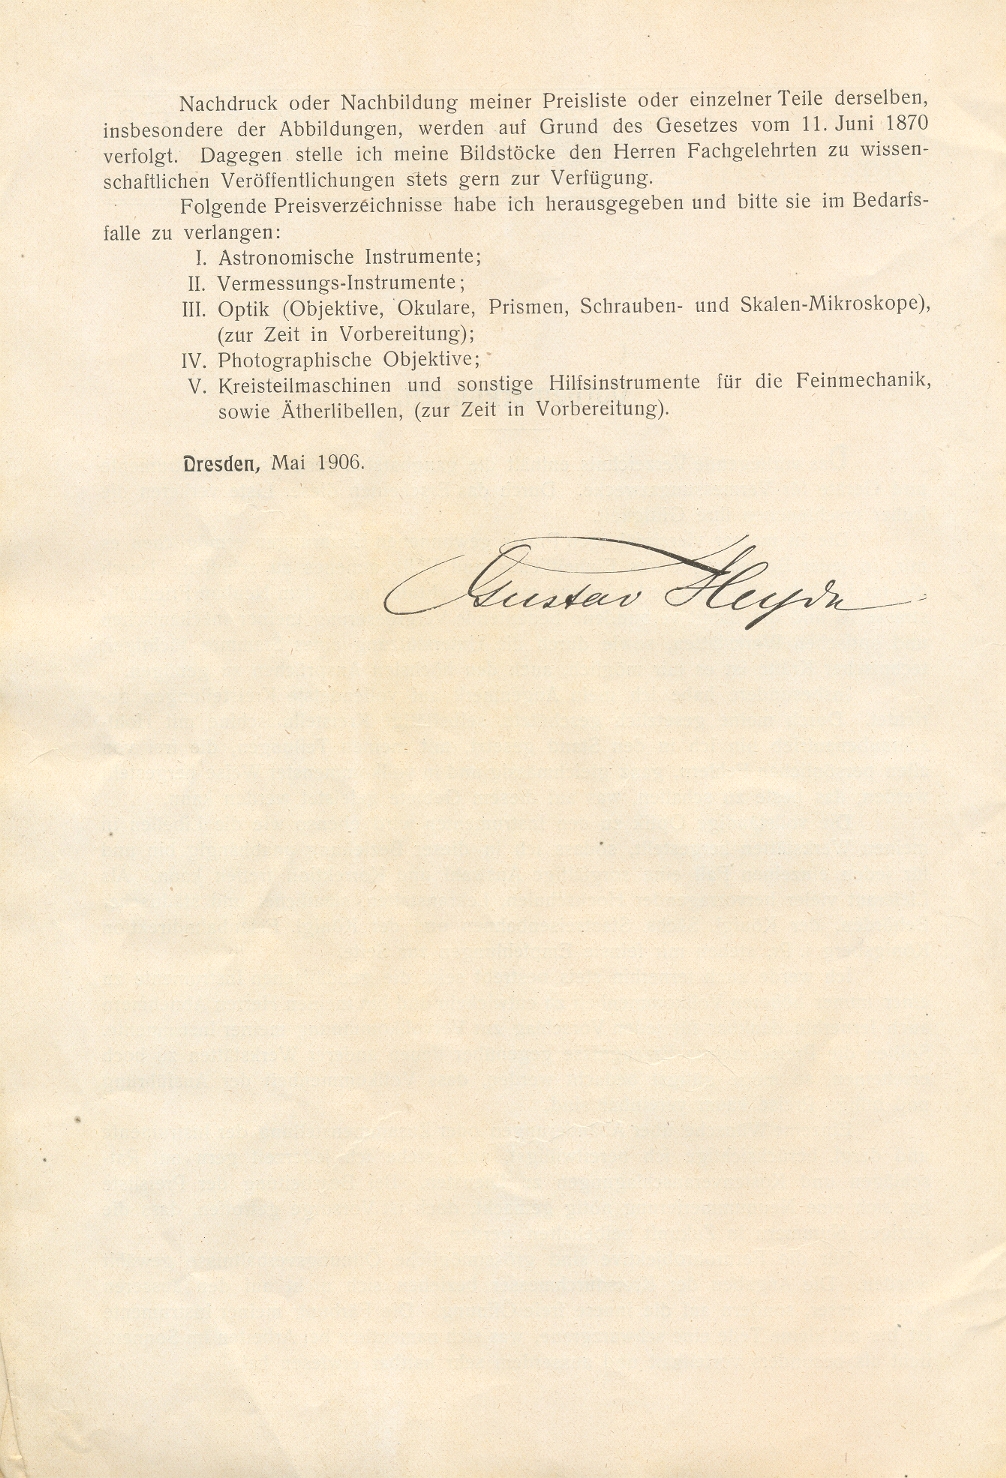 Nachdruck oder Nachbildung meiner Preisliste oder einzelner Teile derselben,
insbesondere der Abbildungen, werden auf Grund des Gesetzes vom 11. Juni 1870
verfolgt. Dagegen stelle ich meine Bildstöcke den Herren Fachgelehrten zu wissen-
schaftlichen Veröffentlichungen stets gern zur Verfügung.
Folgende Preisverzeichnisse habe ich herausgegeben und bitte sie im Bedarfs-
falle zu verlangen:
I. Astronomische Instrumente;
II. Vermessungs-Instrumente;
III. Optik (Objektive, Okulare, Prismen, Schrauben- und Skalen-Mikroskope),
(zur Zeit in Vorbereitung);
IV. Photographische Objektive;
V. Kreisteilmaschinen und sonstige Hilfsinstrumente für die Feinmechanik,
sowie Ätherlibellen, (zur Zeit in Vorbereitung).
Dresden, Mai 1906.
Gustav Heyde